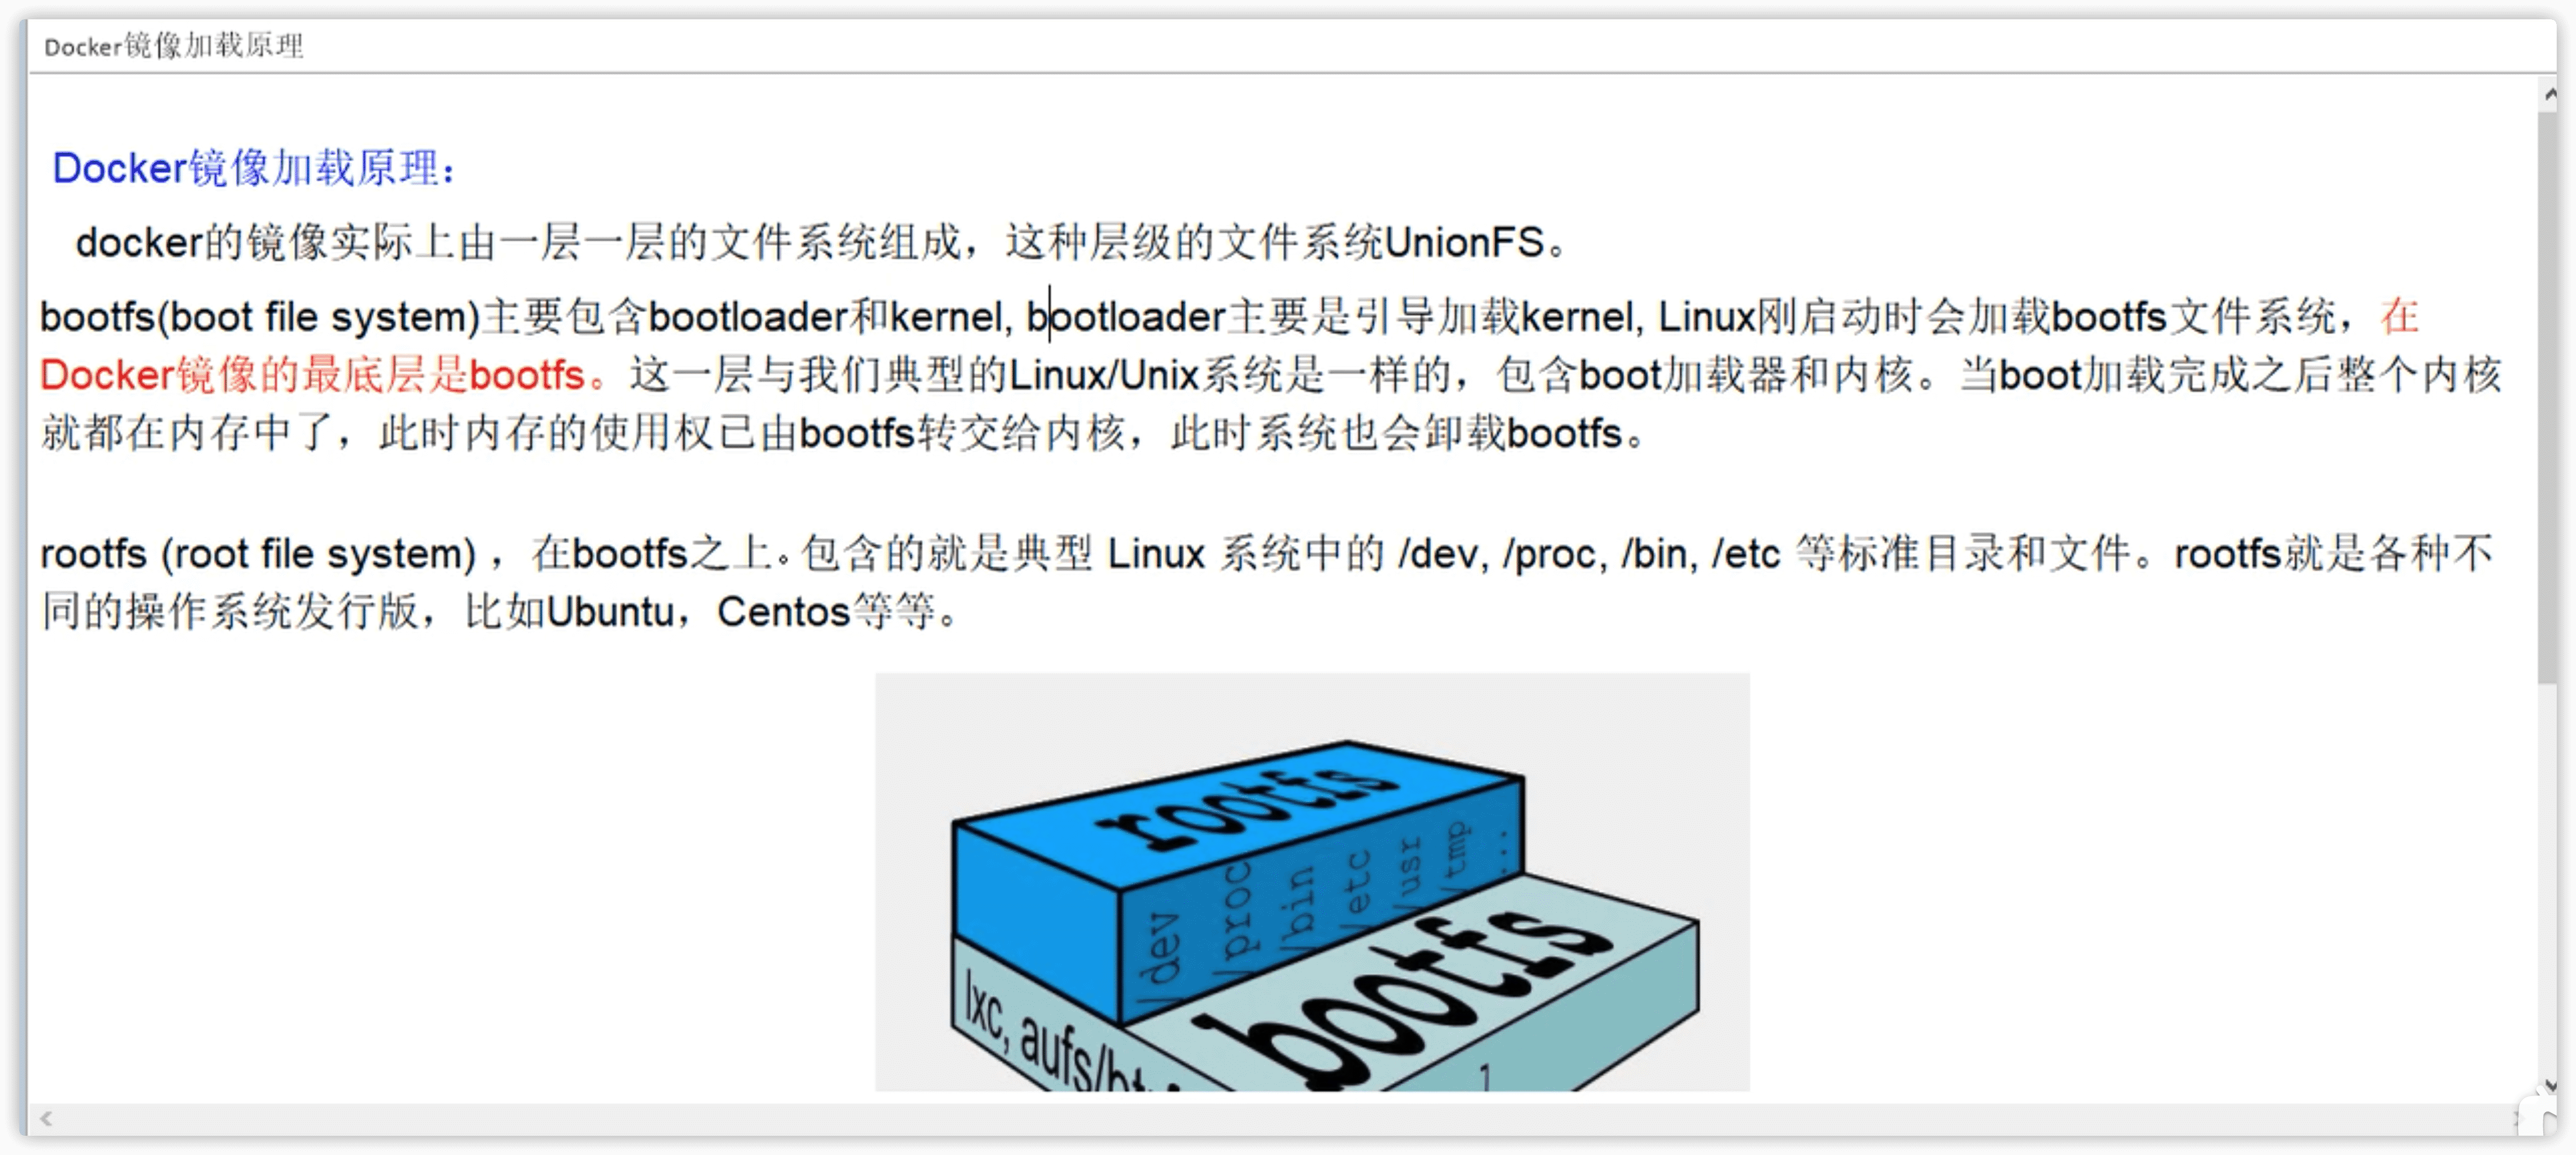 Docker镜像加载原理
Docker镜像加载原理：
docker的镜像实际上由一层一层的文件系统组成，这种层级的文件系统UnionFS。
bootfs(boot file system)主要包含bootloader和kernel, bootloader主要是引导加载kernel, Linux刚启动时会加载bootfs文件系统，在
Docker镜像的最底层是bootfs。这一层与我们典型的Linux/Unix系统是一样的，包含boot加载器和内核。当boot加载完成之后整个内核
就都在内存中了，此时内存的使用权已由bootfs转交给内核，此时系统也会卸载bootfs。
rootfs (root file system) ，在bootfs之上。包含的就是典型 Linux 系统中的 /dev, /proc, /bin, /etc 等标准目录和文件。rootfs就是各种不
同的操作系统发行版，比如Ubuntu，Centos等等。
rootfs
/dev
/proc
/bin
/etc
/usr
/tmp
...
bootfs
lxc,